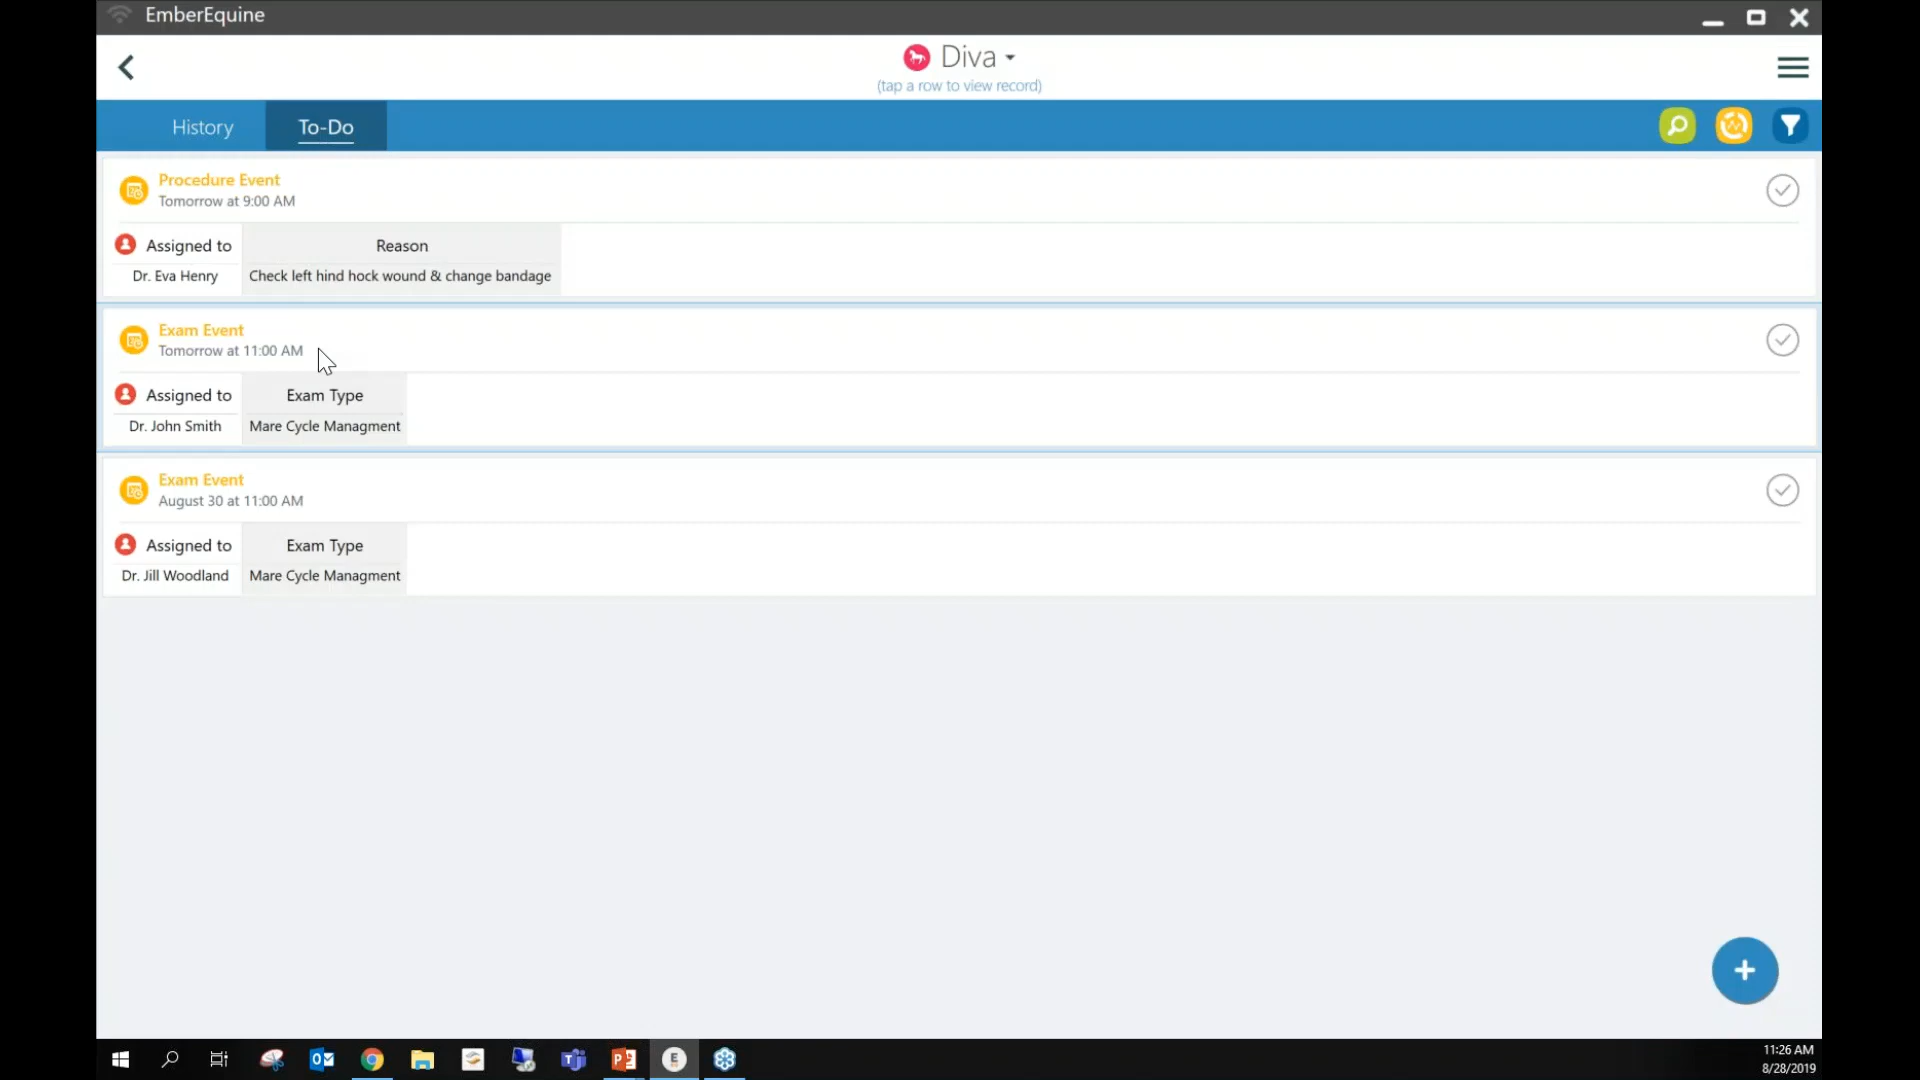 EmberEquine
Diva
(tap a row to view record)
History
To-Do
Procedure Event
Tomorrow at 9:00 AM
Assigned to
Reason
Dr. Eva Henry
Check left hind hock wound & change bandage
Exam Event
Tomorrow at 11:00 AM
Assigned to
Exam Type
Dr. John Smith
Mare Cycle Managment
Exam Event
August 30 at 11:00 AM
Assigned to
Exam Type
Dr. Jill Woodland
Mare Cycle Managment
11:26 AM
8/28/2019